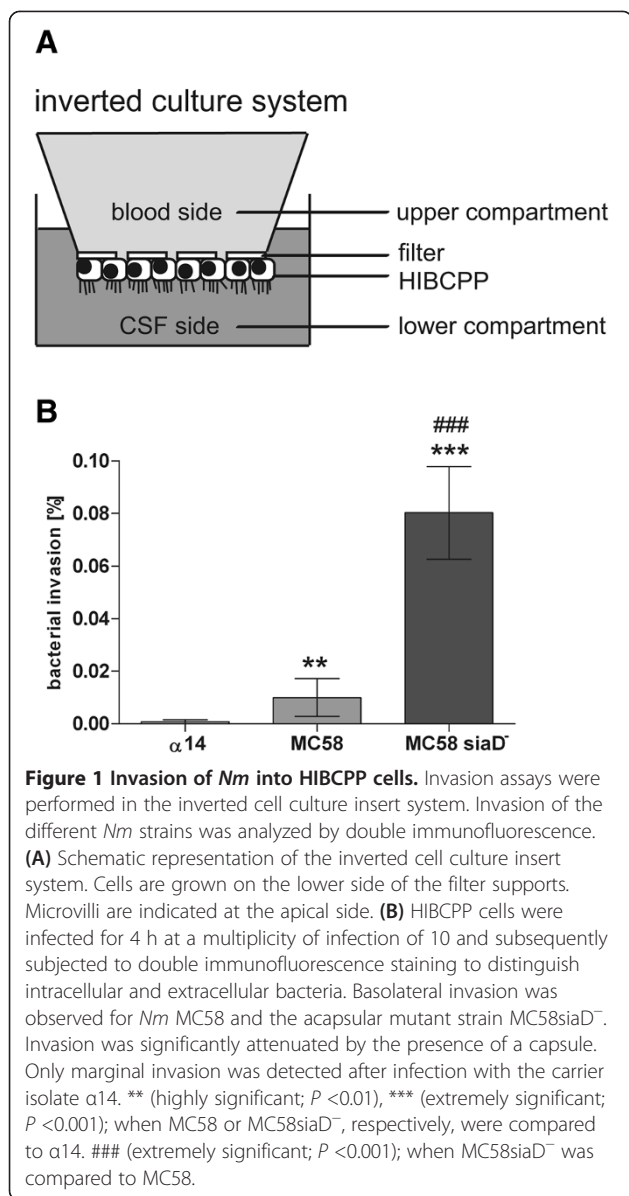 A
inverted culture system
blood side
upper compartment
filter
HIBCPP
CSF side
lower compartment
B
###
***
**
bacterial invasion [%]
0.10
0.08
0.06
0.04
0.02
0.00
α14
MC58
MC58 siaD⁻
Figure 1 Invasion of Nm into HIBCPP cells. Invasion assays were
performed in the inverted cell culture insert system. Invasion of the
different Nm strains was analyzed by double immunofluorescence.
(A) Schematic representation of the inverted cell culture insert
system. Cells are grown on the lower side of the filter supports.
Microvilli are indicated at the apical side. (B) HIBCPP cells were
infected for 4 h at a multiplicity of infection of 10 and subsequently
subjected to double immunofluorescence staining to distinguish
intracellular and extracellular bacteria. Basolateral invasion was
observed for Nm MC58 and the acapsular mutant strain MC58siaD⁻.
Invasion was significantly attenuated by the presence of a capsule.
Only marginal invasion was detected after infection with the carrier
isolate α14. ** (highly significant; P <0.01), *** (extremely significant;
P <0.001); when MC58 or MC58siaD⁻, respectively, were compared
to α14. ### (extremely significant; P <0.001); when MC58siaD⁻ was
compared to MC58.